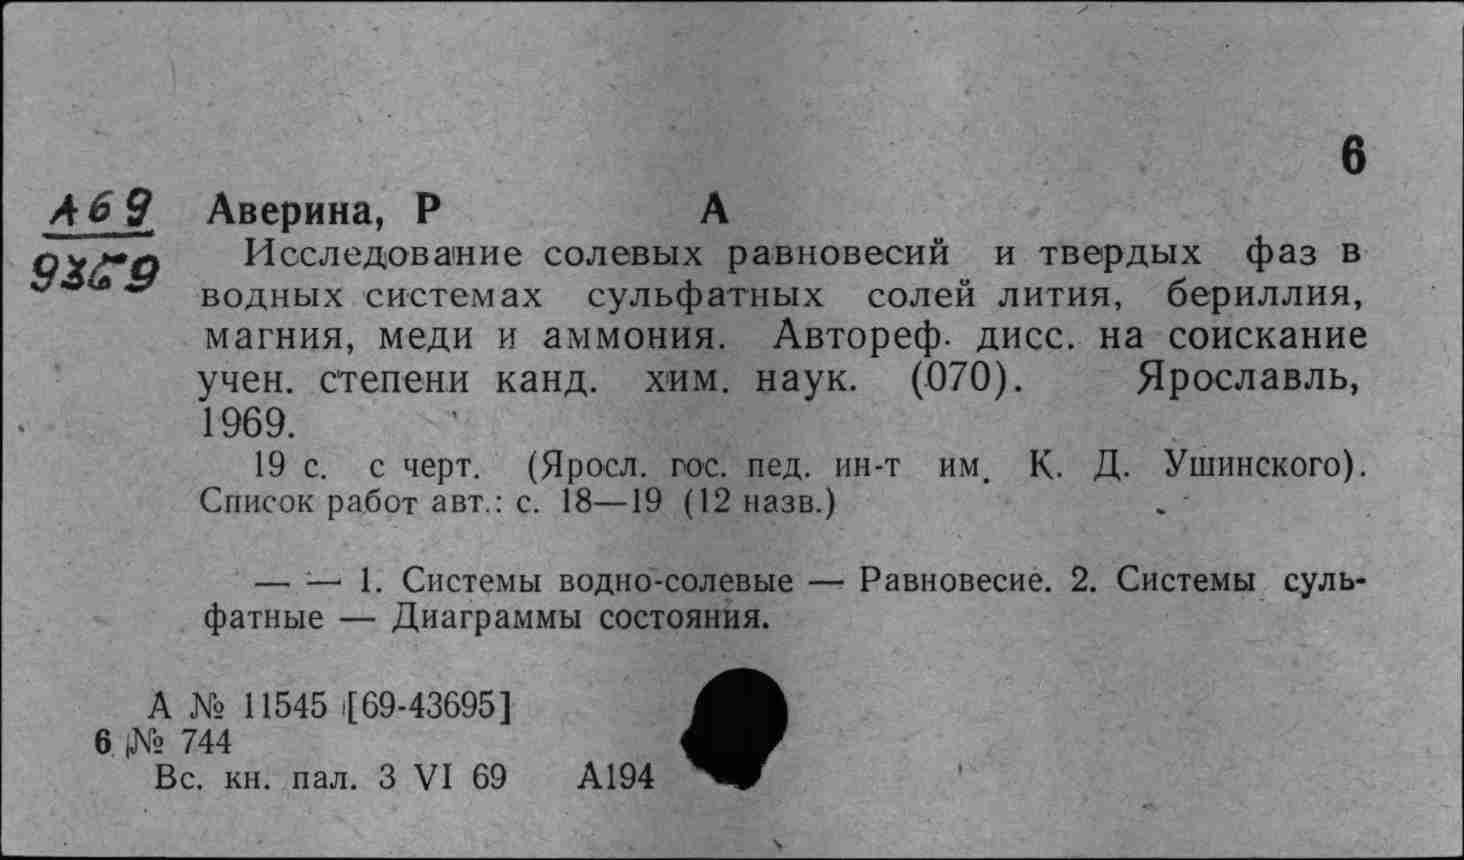 6
А69 Аверина, Р А
Исследование солевых равновесий и твердых фаз в
водных системах сульфатных солей лития, бериллия,
магния, меди и аммония. Автореф. дисс. на соискание
учен. степени канд. хим. наук. (070). Ярославль,
1969.
19 с. с черт. (Яросл. гос. пед. ин-т им. К. Д. Ушинского).
Список работ авт.: с. 18—19 (12 назв.)
— — 1. Системы водно-солевые — Равновесие. 2. Системы суль-
фатные — Диаграммы состояния.
А № 11545 [69-43695]
6 № 744
Вс. кн. пал. 3 VI 69 А194